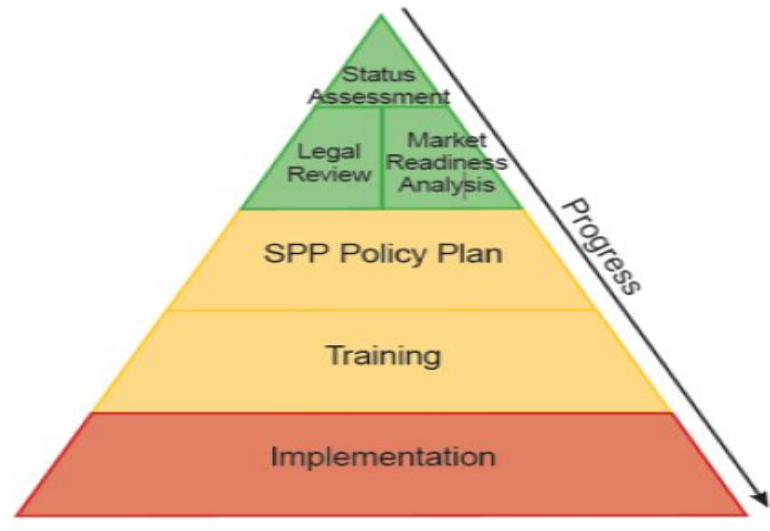 Status
Assessment
Legal
Review
Market
Readiness
Analysis
Progress
SPP Policy Plan
Training
Implementation